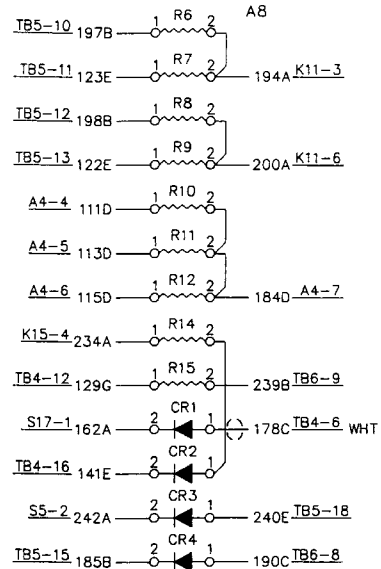 R6 A8
TB5-10 197B 1 2
R7
TB5-11 123E 1 2 194A K11-3
R8
TB5-12 198B 1 2
R9
TB5-13 122E 1 2 200A K11-6
R10
A4-4 111D 1 2
R11
A4-5 113D 1 2
R12
A4-6 115D 1 2 184D A4-7
R14
K15-4 234A 1 2
R15
TB4-12 129G 1 2 239B TB6-9
CR1
S17-1 162A 2 1 178C TB4-6 WHT
CR2
TB4-16 141E 2 1
CR3
S5-2 242A 2 1 240E TB5-18
CR4
TB5-15 185B 2 1 190C TB6-8